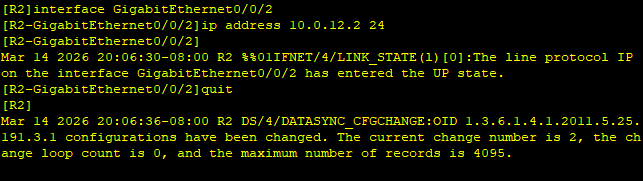 [R2]interface GigabitEthernet0/0/2
[R2-GigabitEthernet0/0/2]ip address 10.0.12.2 24
[R2-GigabitEthernet0/0/2]
Mar 14 2026 20:06:30-08:00 R2 %%01IFNET/4/LINK_STATE(l)[0]:The line protocol IP
on the interface GigabitEthernet0/0/2 has entered the UP state.
[R2-GigabitEthernet0/0/2]quit
[R2]
Mar 14 2026 20:06:36-08:00 R2 DS/4/DATASYNC_CFGCHANGE:OID 1.3.6.1.4.1.2011.5.25.
191.3.1 configurations have been changed. The current change number is 2, the ch
ange loop count is 0, and the maximum number of records is 4095.